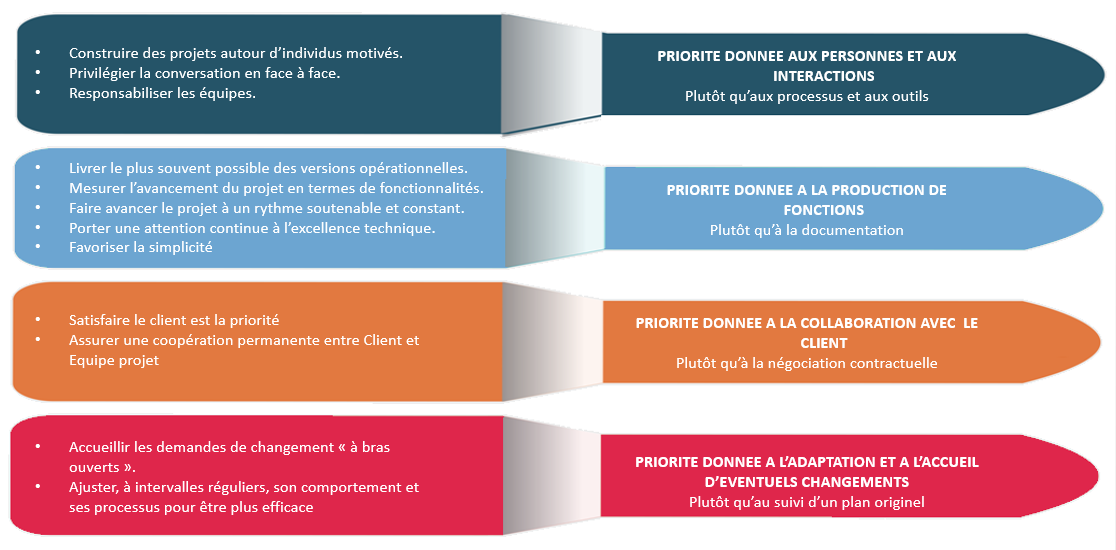 • Construire des projets autour d’individus motivés.
• Privilégier la conversation en face à face.
• Responsabiliser les équipes.
PRIORITE DONNEE AUX PERSONNES ET AUX
INTERACTIONS
Plutôt qu’aux processus et aux outils
• Livrer le plus souvent possible des versions opérationnelles.
• Mesurer l’avancement du projet en termes de fonctionnalités.
• Faire avancer le projet à un rythme soutenable et constant.
• Porter une attention continue à l’excellence technique.
• Favoriser la simplicité
PRIORITE DONNEE A LA PRODUCTION DE
FONCTIONS
Plutôt qu’à la documentation
• Satisfaire le client est la priorité
• Assurer une coopération permanente entre Client et
Equipe projet
PRIORITE DONNEE A LA COLLABORATION AVEC LE
CLIENT
Plutôt qu’à la négociation contractuelle
• Accueillir les demandes de changement « à bras
ouverts ».
• Ajuster, à intervalles réguliers, son comportement et
ses processus pour être plus efficace
PRIORITE DONNEE A L’ADAPTATION ET A L’ACCUEIL
D’EVENTUELS CHANGEMENTS
Plutôt qu’au suivi d’un plan originel